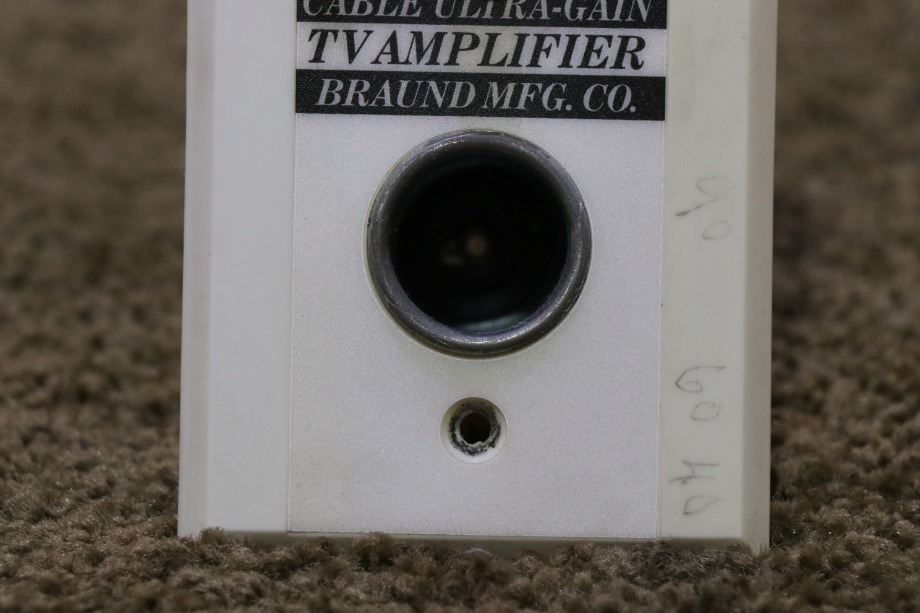 CABLE ULTRA-GAIN
TV AMPLIFIER
BRAUND MFG. CO.